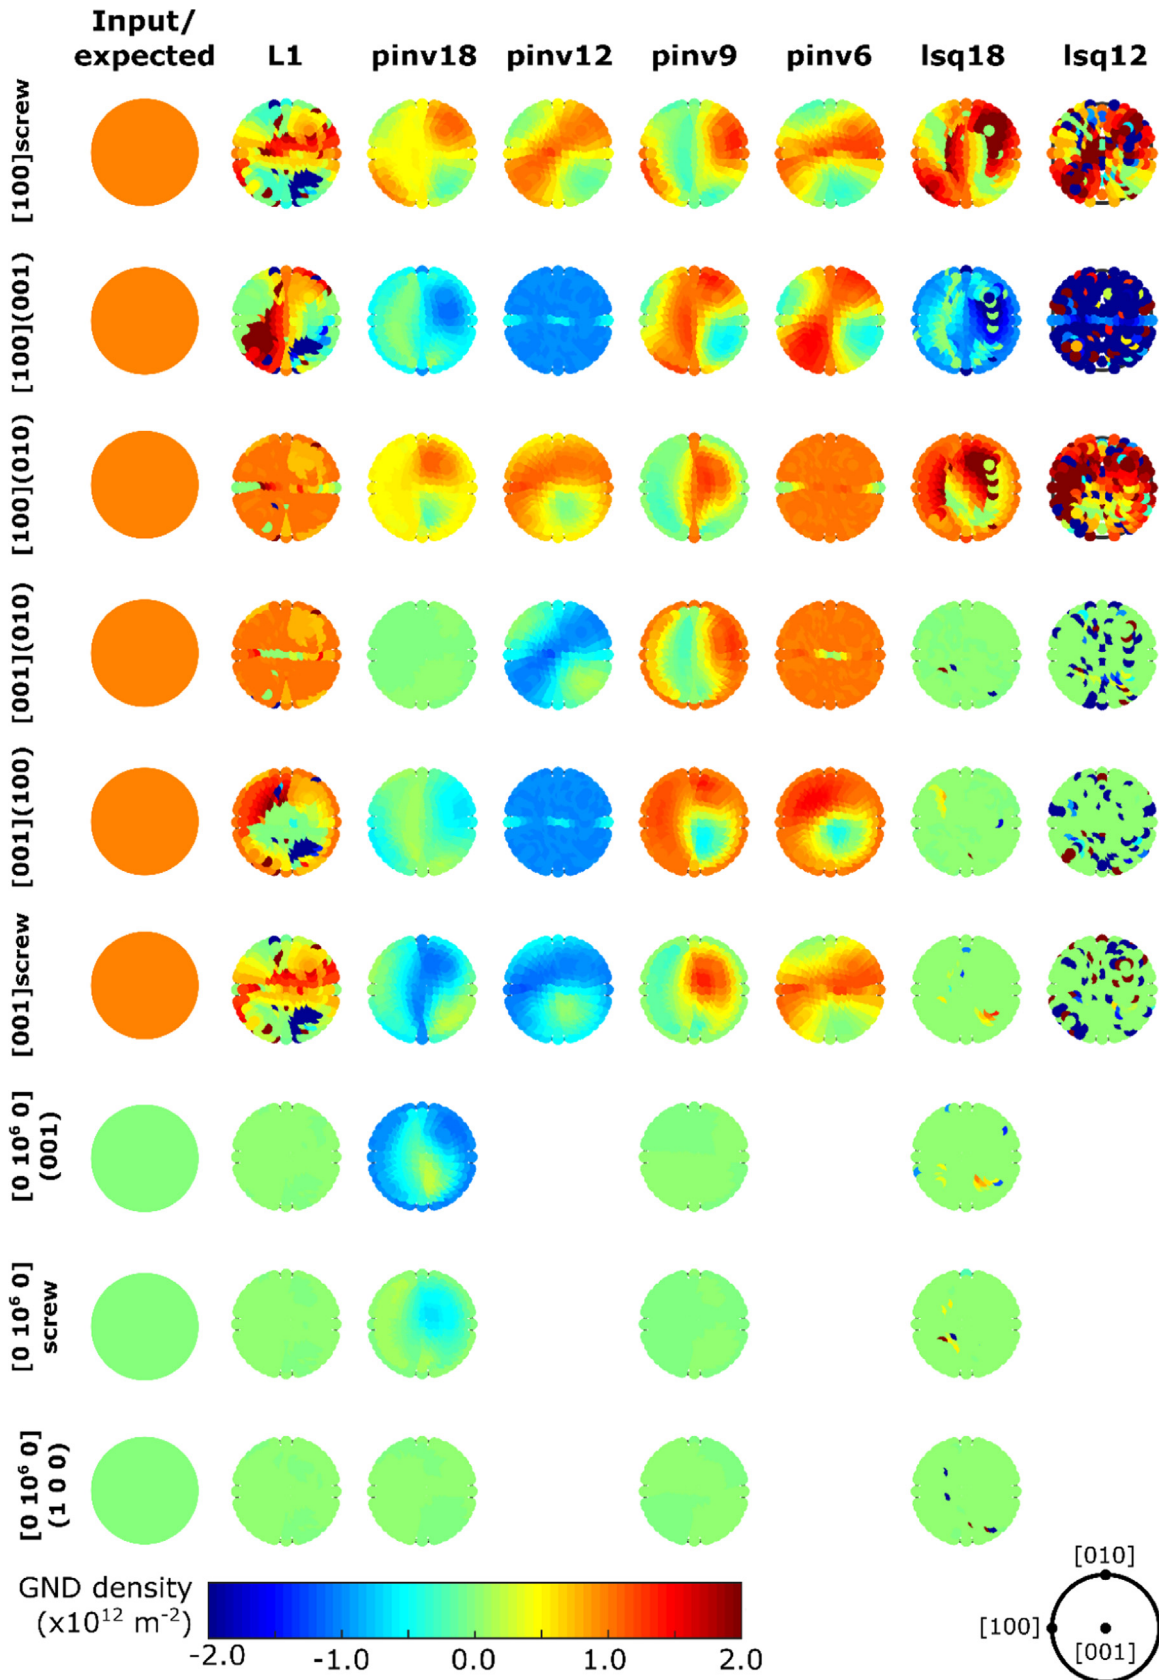 Input/
expected L1 pinv18 pinv12 pinv9 pinv6 lsq18 lsq12
[100]screw
[100](001)
[100](010)
[001](010)
[001](100)
[001]screw
[0 10⁶ 0]
(001)
[0 10⁶ 0]
screw
[0 10⁶ 0]
(1 0 0)
GND density
(x10¹² m⁻²)
-2.0 -1.0 0.0 1.0 2.0
[010]
[100]
[001]